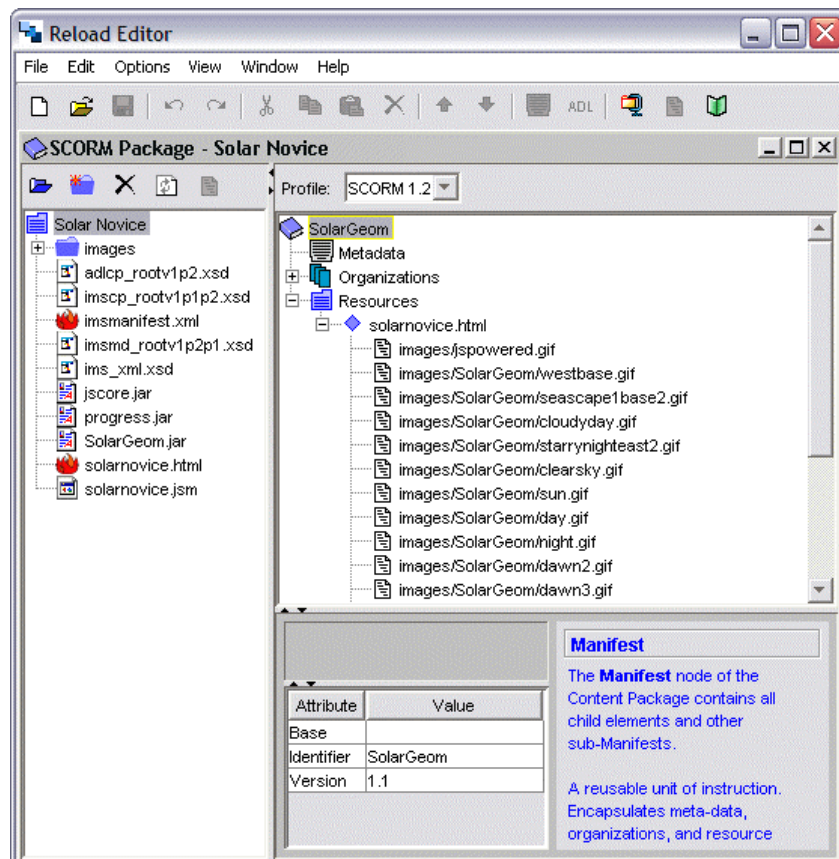 Reload Editor
File Edit Options View Window Help
ADL
SCORM Package - Solar Novice
Profile: SCORM 1.2
Solar Novice
images
adlcp_rootv1p2.xsd
imscp_rootv1p1p2.xsd
imsmanifest.xml
imsmd_rootv1p2p1.xsd
ims_xml.xsd
jscore.jar
progress.jar
SolarGeom.jar
solarnovice.html
solarnovice.jsm
SolarGeom
Metadata
Organizations
Resources
solarnovice.html
images/jspowered.gif
images/SolarGeom/westbase.gif
images/SolarGeom/seascape1base2.gif
images/SolarGeom/cloudyday.gif
images/SolarGeom/starrynighteast2.gif
images/SolarGeom/clearsky.gif
images/SolarGeom/sun.gif
images/SolarGeom/day.gif
images/SolarGeom/night.gif
images/SolarGeom/dawn2.gif
images/SolarGeom/dawn3.gif
Attribute Value
Base
Identifier SolarGeom
Version 1.1
Manifest
The Manifest node of the
Content Package contains all
child elements and other
sub-Manifests.
A reusable unit of instruction.
Encapsulates meta-data,
organizations, and resource